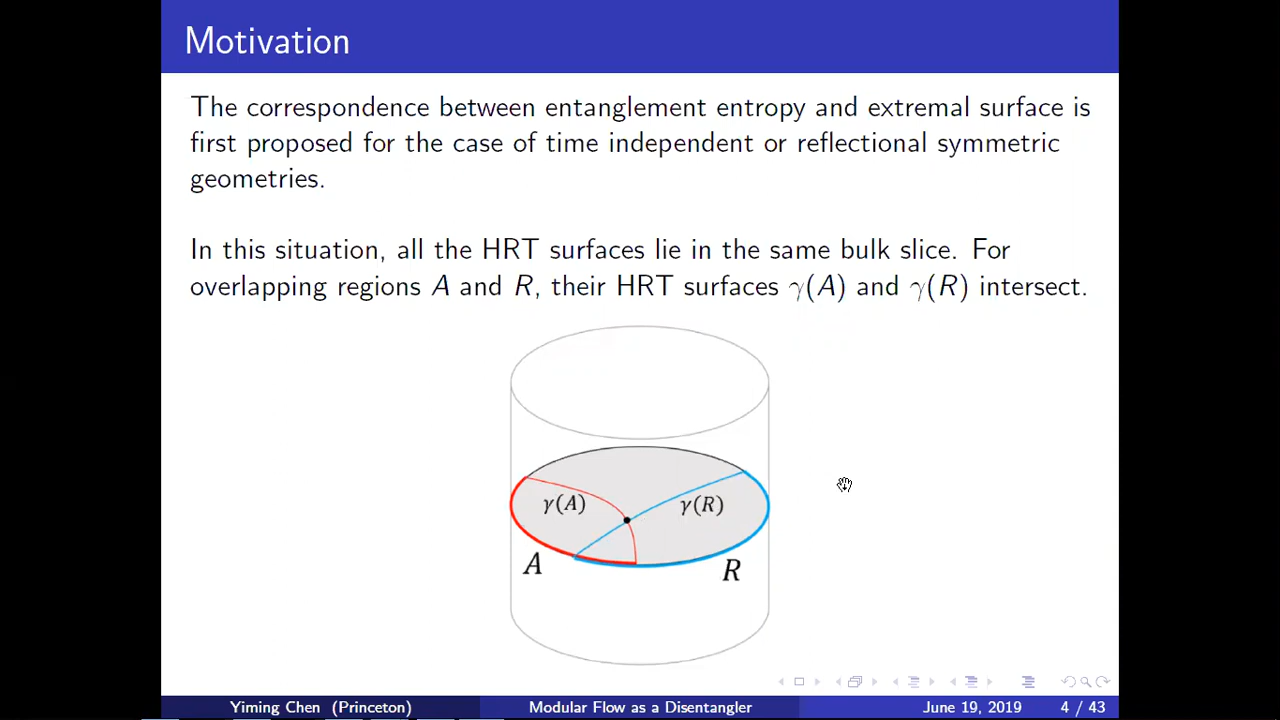 Motivation
The correspondence between entanglement entropy and extremal surface is
first proposed for the case of time independent or reflectional symmetric
geometries.
In this situation, all the HRT surfaces lie in the same bulk slice. For
overlapping regions A and R, their HRT surfaces γ(A) and γ(R) intersect.
γ(A) γ(R)
A R
Yiming Chen (Princeton) Modular Flow as a Disentangler June 19, 2019 4 / 43